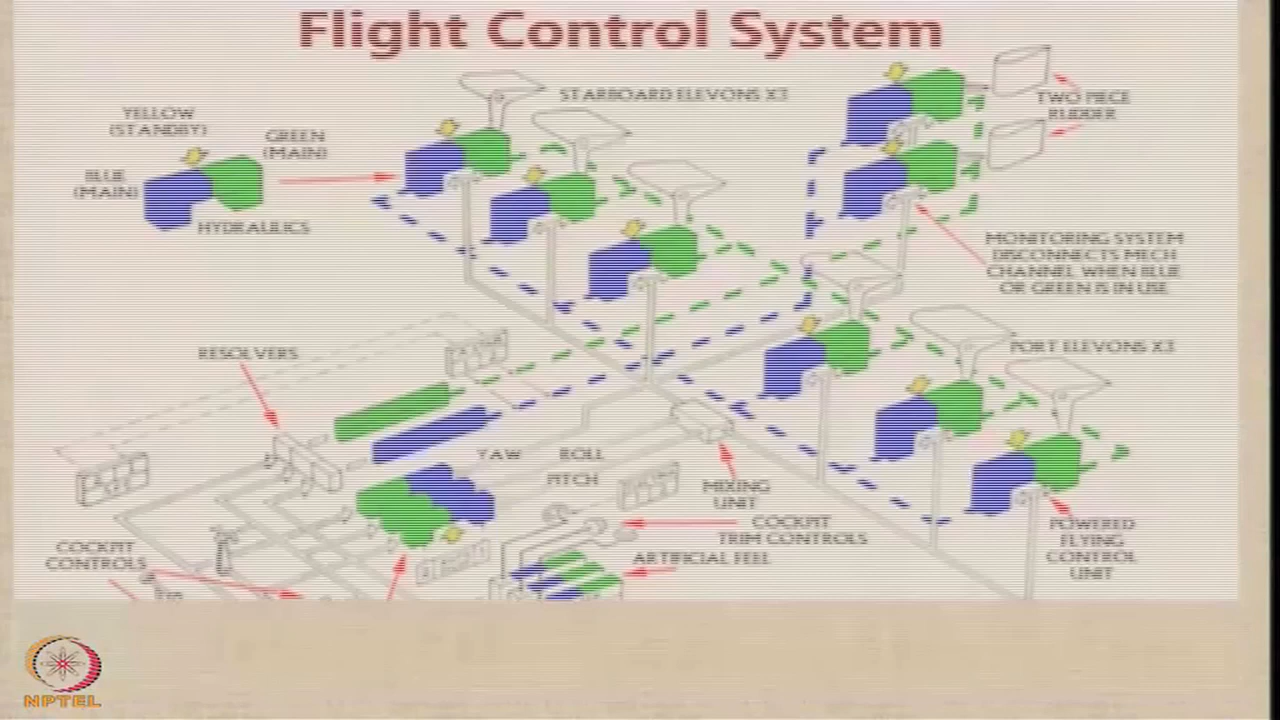 Flight Control System
YELLOW
(STANDBY)
GREEN
(MAIN)
BLUE
(MAIN)
HYDRAULICS
STARBOARD ELEVONS X3
TWO PIECE
RUDDER
MONITORING SYSTEM
DISCONNECTS MECH
CHANNEL WHEN BLUE
OR GREEN IS IN USE
RESOLVERS
PORT ELEVONS X3
YAW
ROLL
PITCH
MIXING
UNIT
COCKPIT
TRIM CONTROLS
ARTIFICIAL FEEL
COCKPIT
CONTROLS
POWERED
FLYING
CONTROL
UNIT
NPTEL